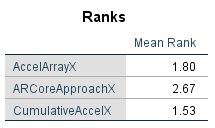 Ranks
Mean Rank
AccelArrayX 1.80
ARCoreApproachX 2.67
CumulativeAccelX 1.53